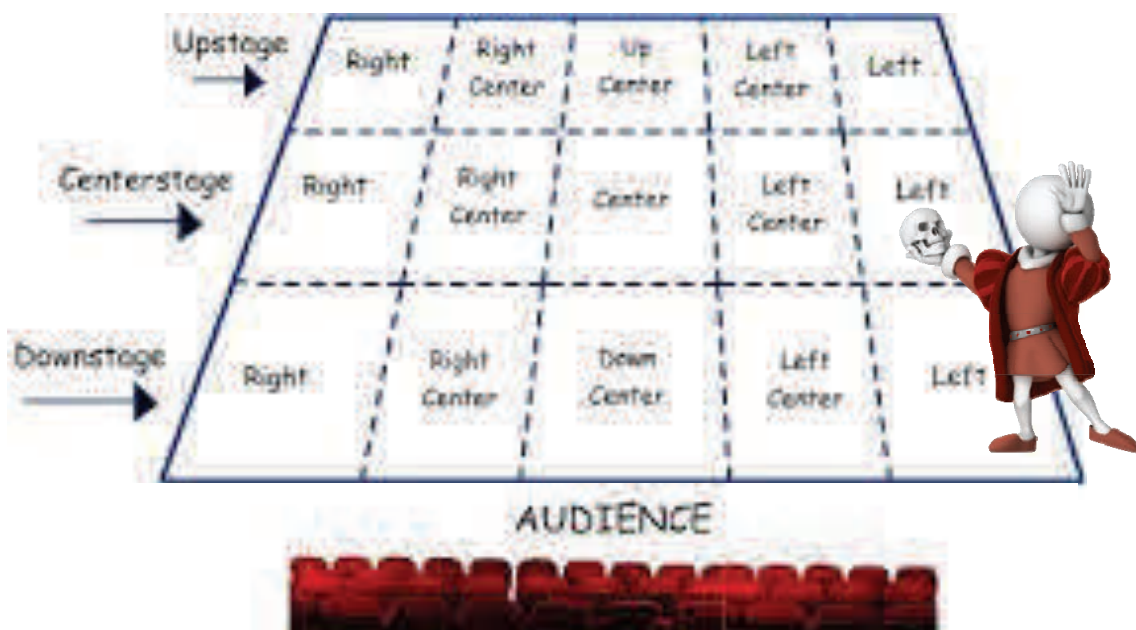 Upstage
Right
Right
Center
Up
Center
Left
Center
Left
Centerstage
Right
Right
Center
Center
Left
Center
Left
Downstage
Right
Right
Center
Down
Center
Left
Center
Left
AUDIENCE